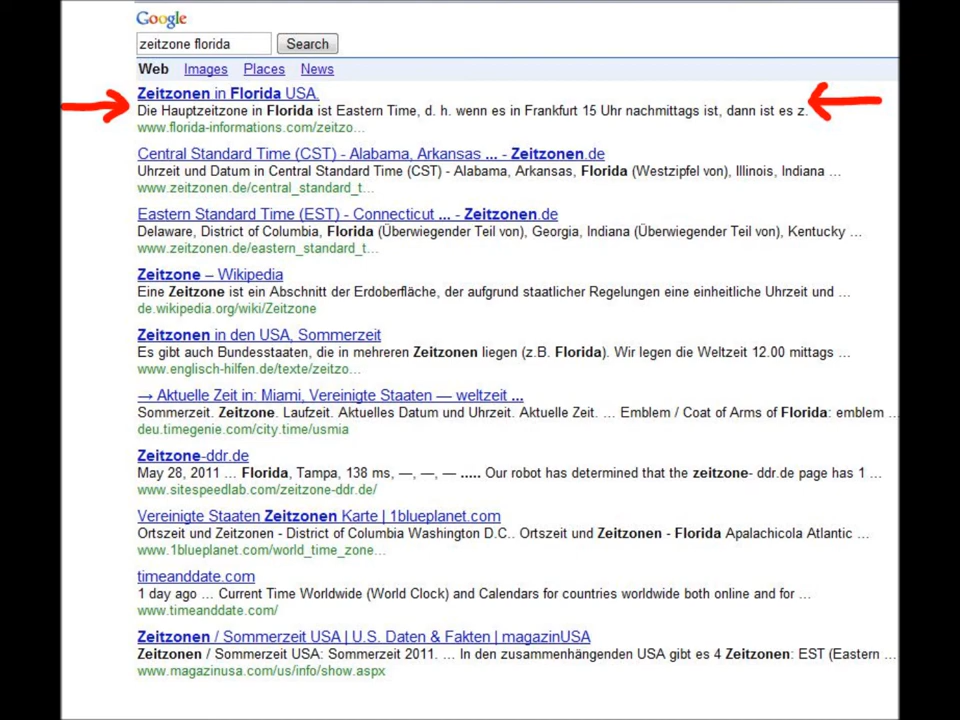 Google
zeitzone florida Search
Web Images Places News
Zeitzonen in Florida USA.
Die Hauptzeitzone in Florida ist Eastern Time, d. h. wenn es in Frankfurt 15 Uhr nachmittags ist, dann ist es z.
www.florida-informations.com/zeitzo...
Central Standard Time (CST) - Alabama, Arkansas ... - Zeitzonen.de
Uhrzeit und Datum in Central Standard Time (CST) - Alabama, Arkansas, Florida (Westzipfel von), Illinois, Indiana ...
www.zeitzonen.de/central_standard_t...
Eastern Standard Time (EST) - Connecticut ... - Zeitzonen.de
Delaware, District of Columbia, Florida (Überwiegender Teil von), Georgia, Indiana (Überwiegender Teil von), Kentucky ...
www.zeitzonen.de/eastern_standard_t...
Zeitzone – Wikipedia
Eine Zeitzone ist ein Abschnitt der Erdoberfläche, der aufgrund staatlicher Regelungen eine einheitliche Uhrzeit und ...
de.wikipedia.org/wiki/Zeitzone
Zeitzonen in den USA, Sommerzeit
Es gibt auch Bundesstaaten, die in mehreren Zeitzonen liegen (z.B. Florida). Wir legen die Weltzeit 12.00 mittags ...
www.englisch-hilfen.de/texte/zeitzo...
→ Aktuelle Zeit in: Miami, Vereinigte Staaten — weltzeit ...
Sommerzeit. Zeitzone. Laufzeit. Aktuelles Datum und Uhrzeit. Aktuelle Zeit. ... Emblem / Coat of Arms of Florida: emblem ...
deu.timegenie.com/city.time/usmia
Zeitzone-ddr.de
May 28, 2011 ... Florida, Tampa, 138 ms, —, —, — ..... Our robot has determined that the zeitzone- ddr.de page has 1 ...
www.sitespeedlab.com/zeitzone-ddr.de/
Vereinigte Staaten Zeitzonen Karte | 1blueplanet.com
Ortszeit und Zeitzonen - District of Columbia Washington D.C.. Ortszeit und Zeitzonen - Florida Apalachicola Atlantic ...
www.1blueplanet.com/world_time_zone...
timeanddate.com
1 day ago ... Current Time Worldwide (World Clock) and Calendars for countries worldwide both online and for ...
www.timeanddate.com/
Zeitzonen / Sommerzeit USA | U.S. Daten & Fakten | magazinUSA
Zeitzonen / Sommerzeit USA: Sommerzeit 2011. ... In den zusammenhängenden USA gibt es 4 Zeitzonen: EST (Eastern ...
www.magazinusa.com/us/info/show.aspx